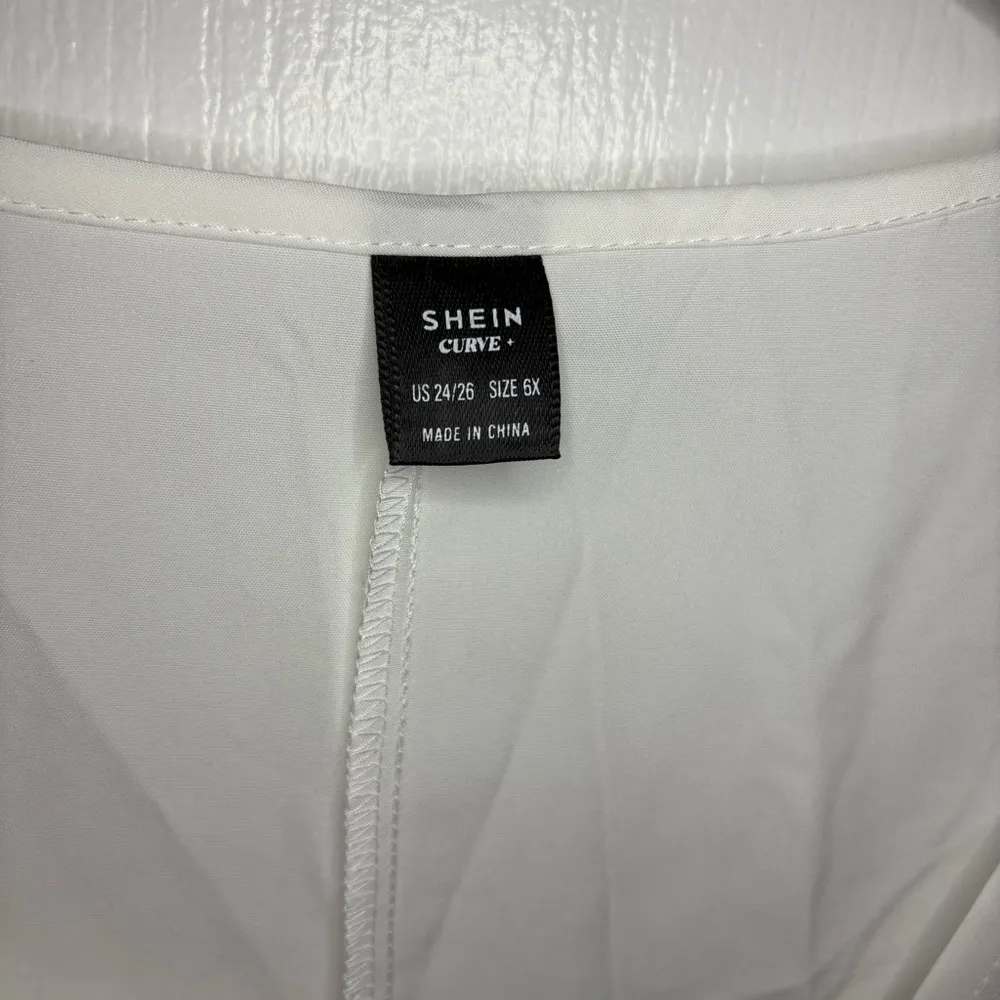 SHEIN
CURVE +
US 24/26 SIZE 6X
MADE IN CHINA